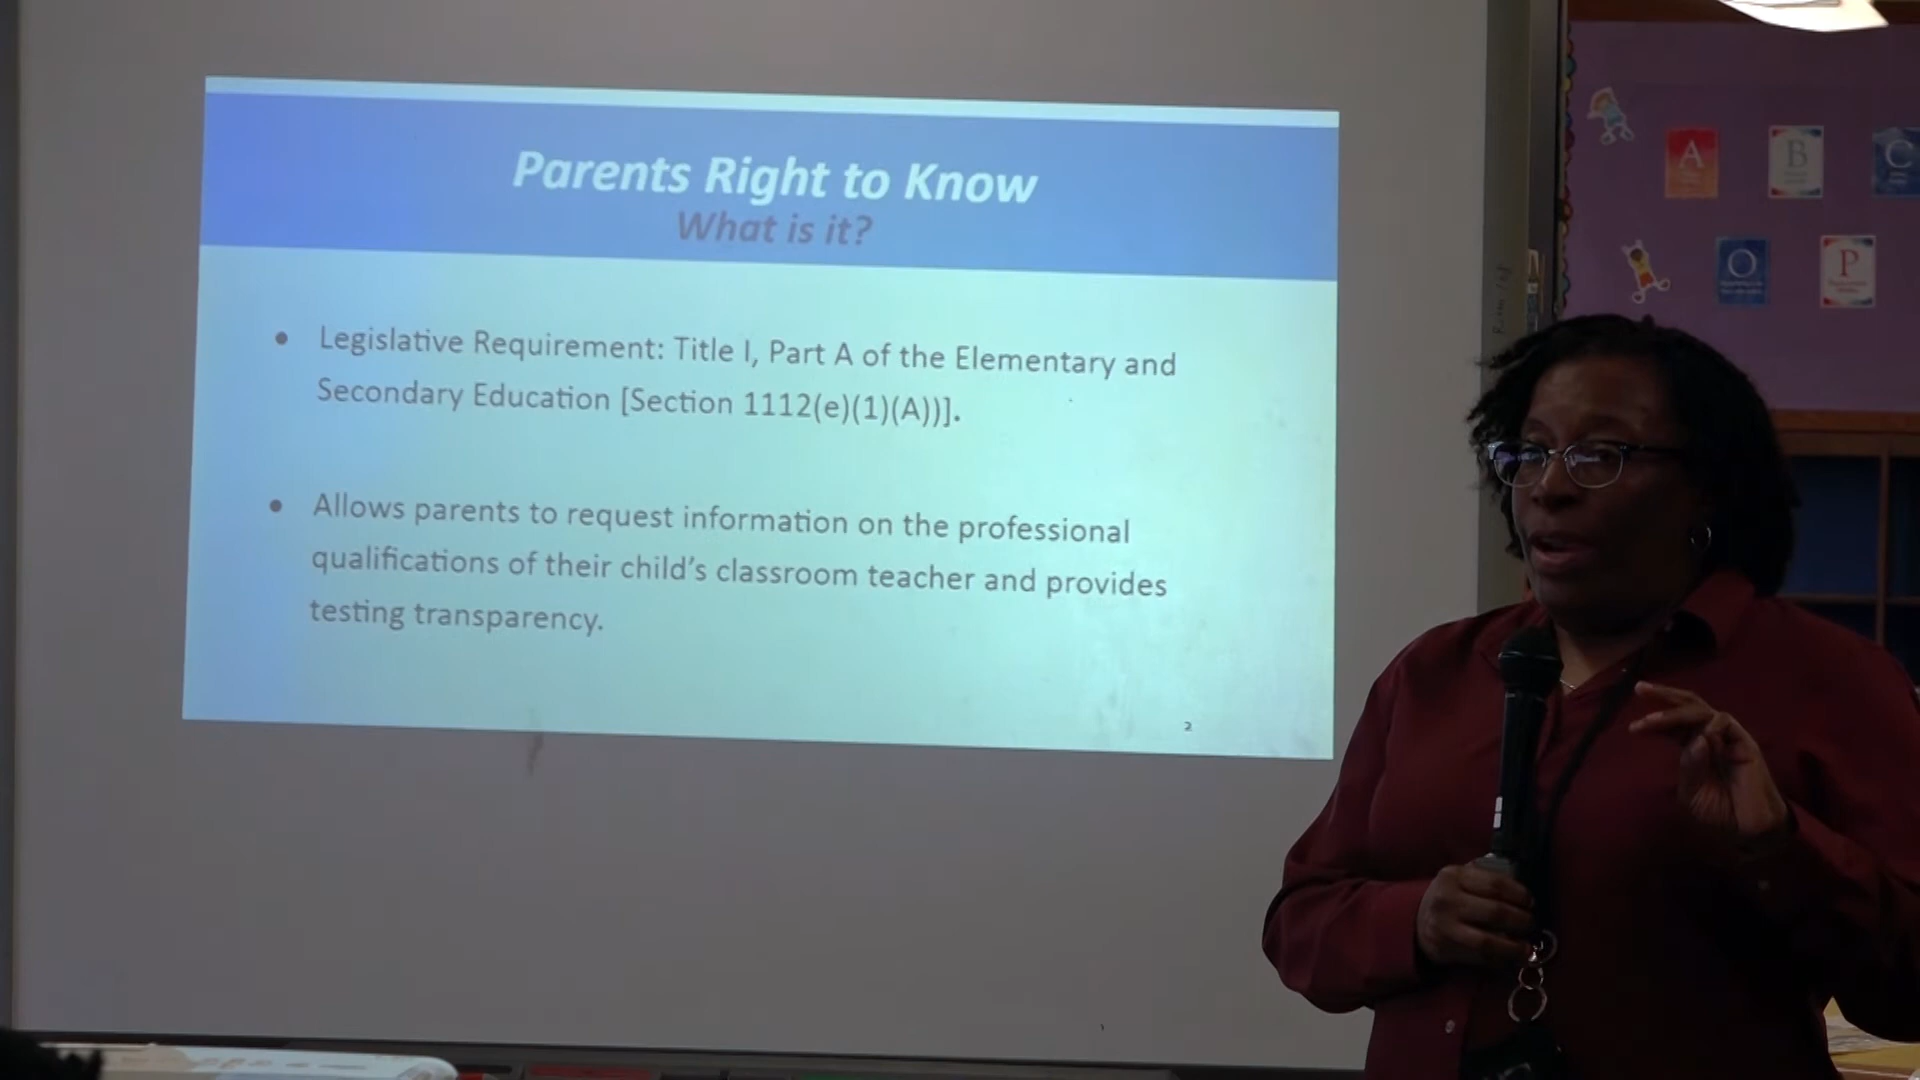 Parents Right to Know
What is it?
• Legislative Requirement: Title I, Part A of the Elementary and
Secondary Education [Section 1112(e)(1)(A))].
• Allows parents to request information on the professional
qualifications of their child’s classroom teacher and provides
testing transparency.
2
A
B
C
O
P